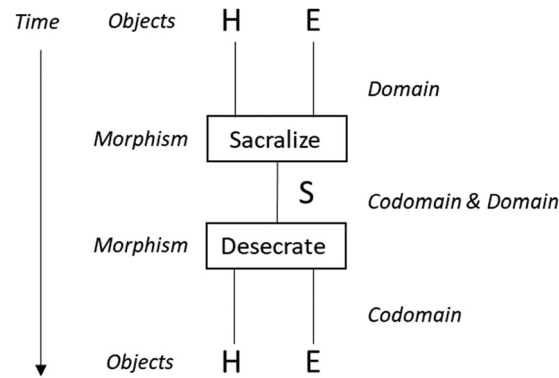 Time Objects H E
Domain
Morphism Sacralize
S Codomain & Domain
Morphism Desecrate
Codomain
Objects H E